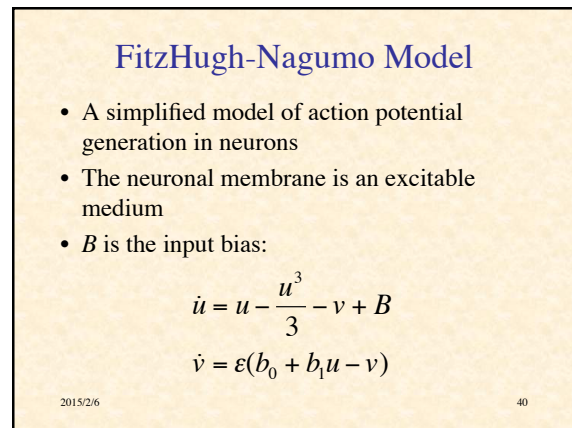 FitzHugh-Nagumo Model
• A simplified model of action potential
generation in neurons
• The neuronal membrane is an excitable
medium
• B is the input bias:
u̇ = u − u³/3 − v + B
v̇ = ε(b₀ + b₁u − v)
2015/2/6
40